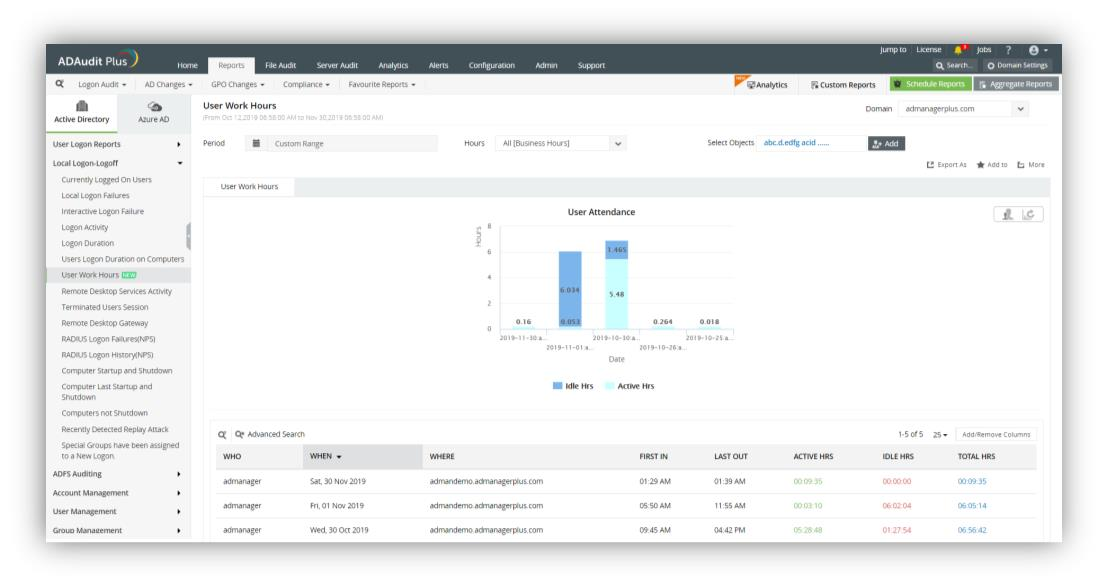 Jump to License 3 Jobs ?
ADAudit Plus Home Reports File Audit Server Audit Analytics Alerts Configuration Admin Support Search... Domain Settings
Logon Audit AD Changes GPO Changes Compliance Favourite Reports NEW Analytics Custom Reports Schedule Reports Aggregate Reports
Active Directory Azure AD
User Work Hours
(From Oct 12,2019 06:58:00 AM to Nov 30,2019 06:58:00 AM)
Domain admanagerplus.com
Period Custom Range Hours All [Business Hours] Select Objects abc.d.edfg acid ...... Add
Export As Add to More
User Logon Reports
Local Logon-Logoff
Currently Logged On Users
Local Logon Failures
Interactive Logon Failure
Logon Activity
Logon Duration
Users Logon Duration on Computers
User Work Hours NEW
Remote Desktop Services Activity
Terminated Users Session
Remote Desktop Gateway
RADIUS Logon Failures(NPS)
RADIUS Logon History(NPS)
Computer Startup and Shutdown
Computer Last Startup and
Shutdown
Computers not Shutdown
Recently Detected Replay Attack
Special Groups have been assigned
to a New Logon.
ADFS Auditing
Account Management
User Management
Group Management
User Work Hours
User Attendance
Hours
8
6
4
2
0
1.465
6.034
5.48
0.16 0.053 0.264 0.018
2019-11-30:a... 2019-10-30:a... 2019-10-25:a...
2019-11-01:a... 2019-10-26:a...
Date
Idle Hrs Active Hrs
Advanced Search 1-5 of 5 25 Add/Remove Columns
WHO WHEN WHERE FIRST IN LAST OUT ACTIVE HRS IDLE HRS TOTAL HRS
admanager Sat, 30 Nov 2019 admandemo.admanagerplus.com 01:29 AM 01:39 AM 00:09:35 00:00:00 00:09:35
admanager Fri, 01 Nov 2019 admandemo.admanagerplus.com 05:50 AM 11:55 AM 00:03:10 06:02:04 06:05:14
admanager Wed, 30 Oct 2019 admandemo.admanagerplus.com 09:45 AM 04:42 PM 05:28:48 01:27:54 06:56:42